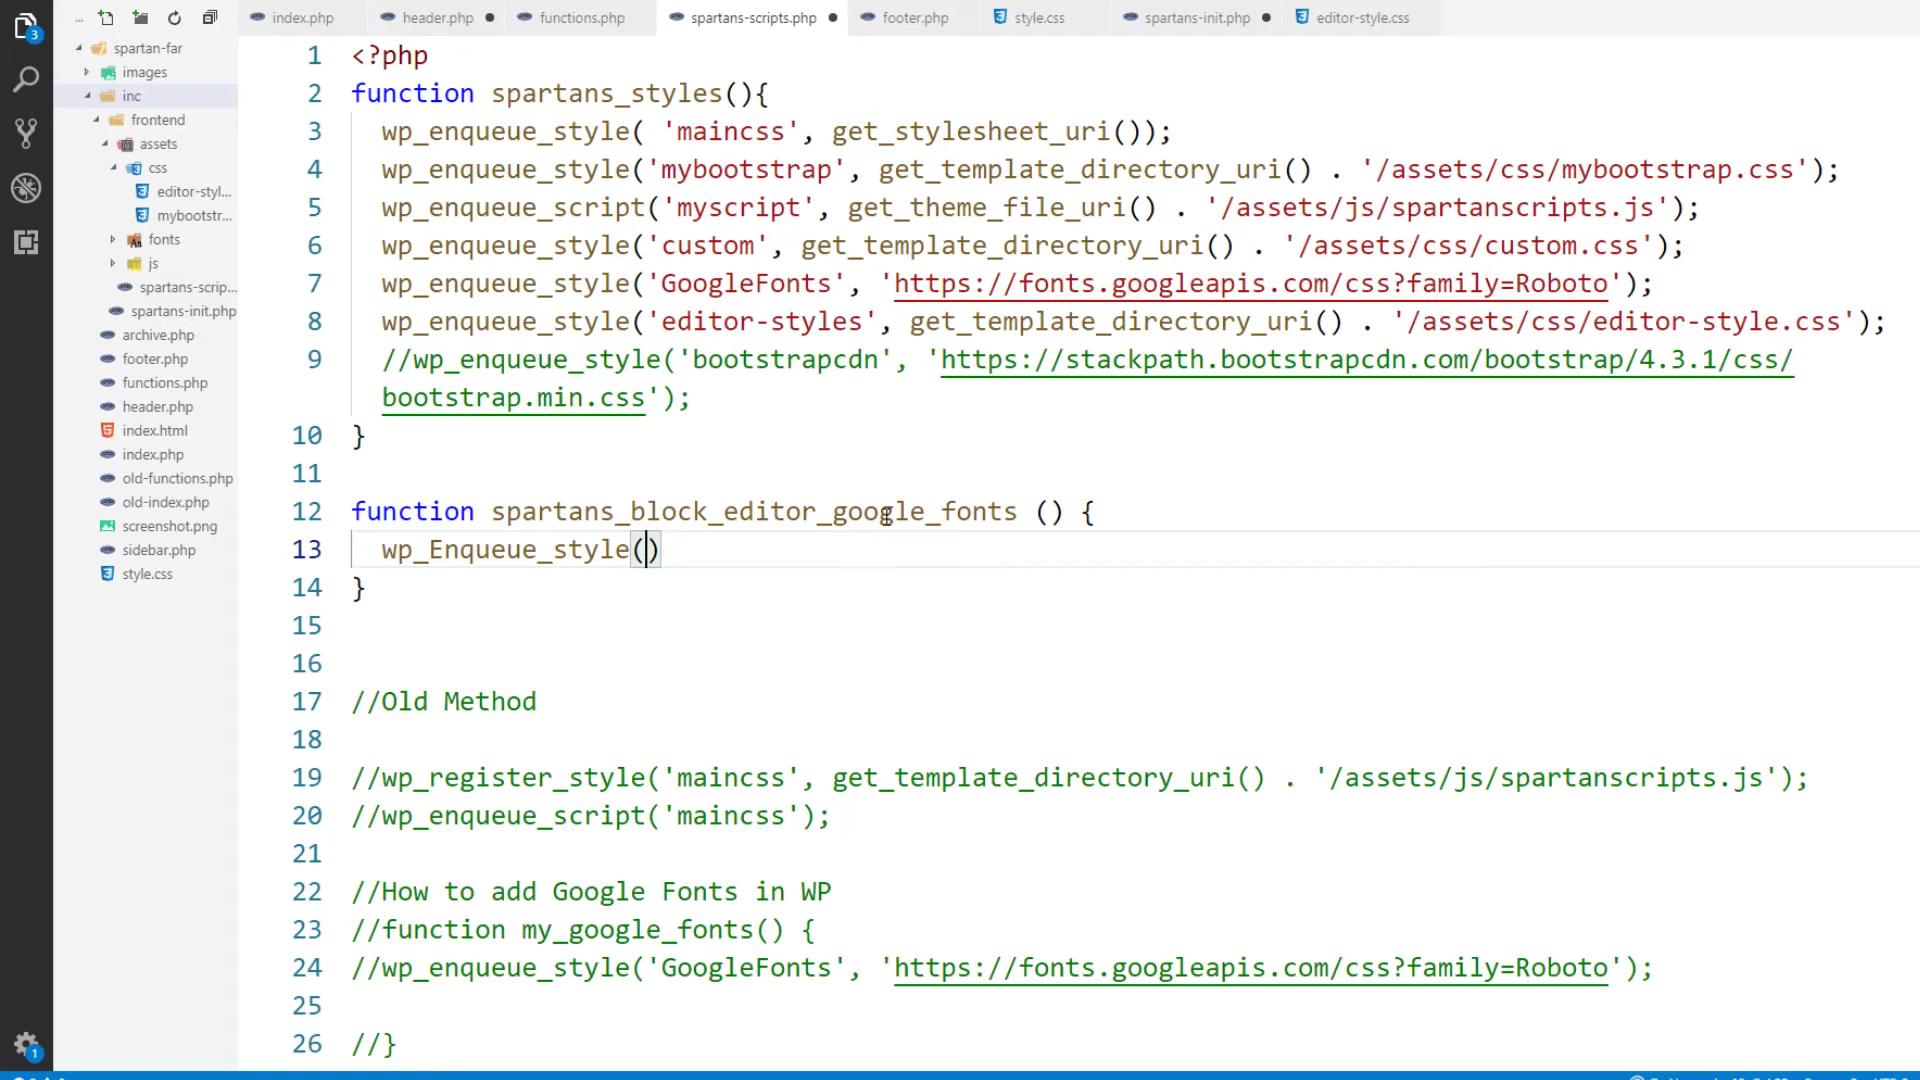 index.php header.php functions.php spartans-scripts.php footer.php style.css spartans-init.php editor-style.css
3
... 
spartan-far
images
inc
frontend
assets
css
editor-styl...
mybootstr...
fonts
js
spartans-scrip...
spartans-init.php
archive.php
footer.php
functions.php
header.php
index.html
index.php
old-functions.php
old-index.php
screenshot.png
sidebar.php
style.css
1
1 <?php
2 function spartans_styles(){
3 wp_enqueue_style( 'maincss', get_stylesheet_uri());
4 wp_enqueue_style('mybootstrap', get_template_directory_uri() . '/assets/css/mybootstrap.css');
5 wp_enqueue_script('myscript', get_theme_file_uri() . '/assets/js/spartanscripts.js');
6 wp_enqueue_style('custom', get_template_directory_uri() . '/assets/css/custom.css');
7 wp_enqueue_style('GoogleFonts', 'https://fonts.googleapis.com/css?family=Roboto');
8 wp_enqueue_style('editor-styles', get_template_directory_uri() . '/assets/css/editor-style.css');
9 //wp_enqueue_style('bootstrapcdn', 'https://stackpath.bootstrapcdn.com/bootstrap/4.3.1/css/
bootstrap.min.css');
10 }
11
12 function spartans_block_editor_google_fonts () {
13 wp_Enqueue_style()
14 }
15
16
17 //Old Method
18
19 //wp_register_style('maincss', get_template_directory_uri() . '/assets/js/spartanscripts.js');
20 //wp_enqueue_script('maincss');
21
22 //How to add Google Fonts in WP
23 //function my_google_fonts() {
24 //wp_enqueue_style('GoogleFonts', 'https://fonts.googleapis.com/css?family=Roboto');
25
26 //}